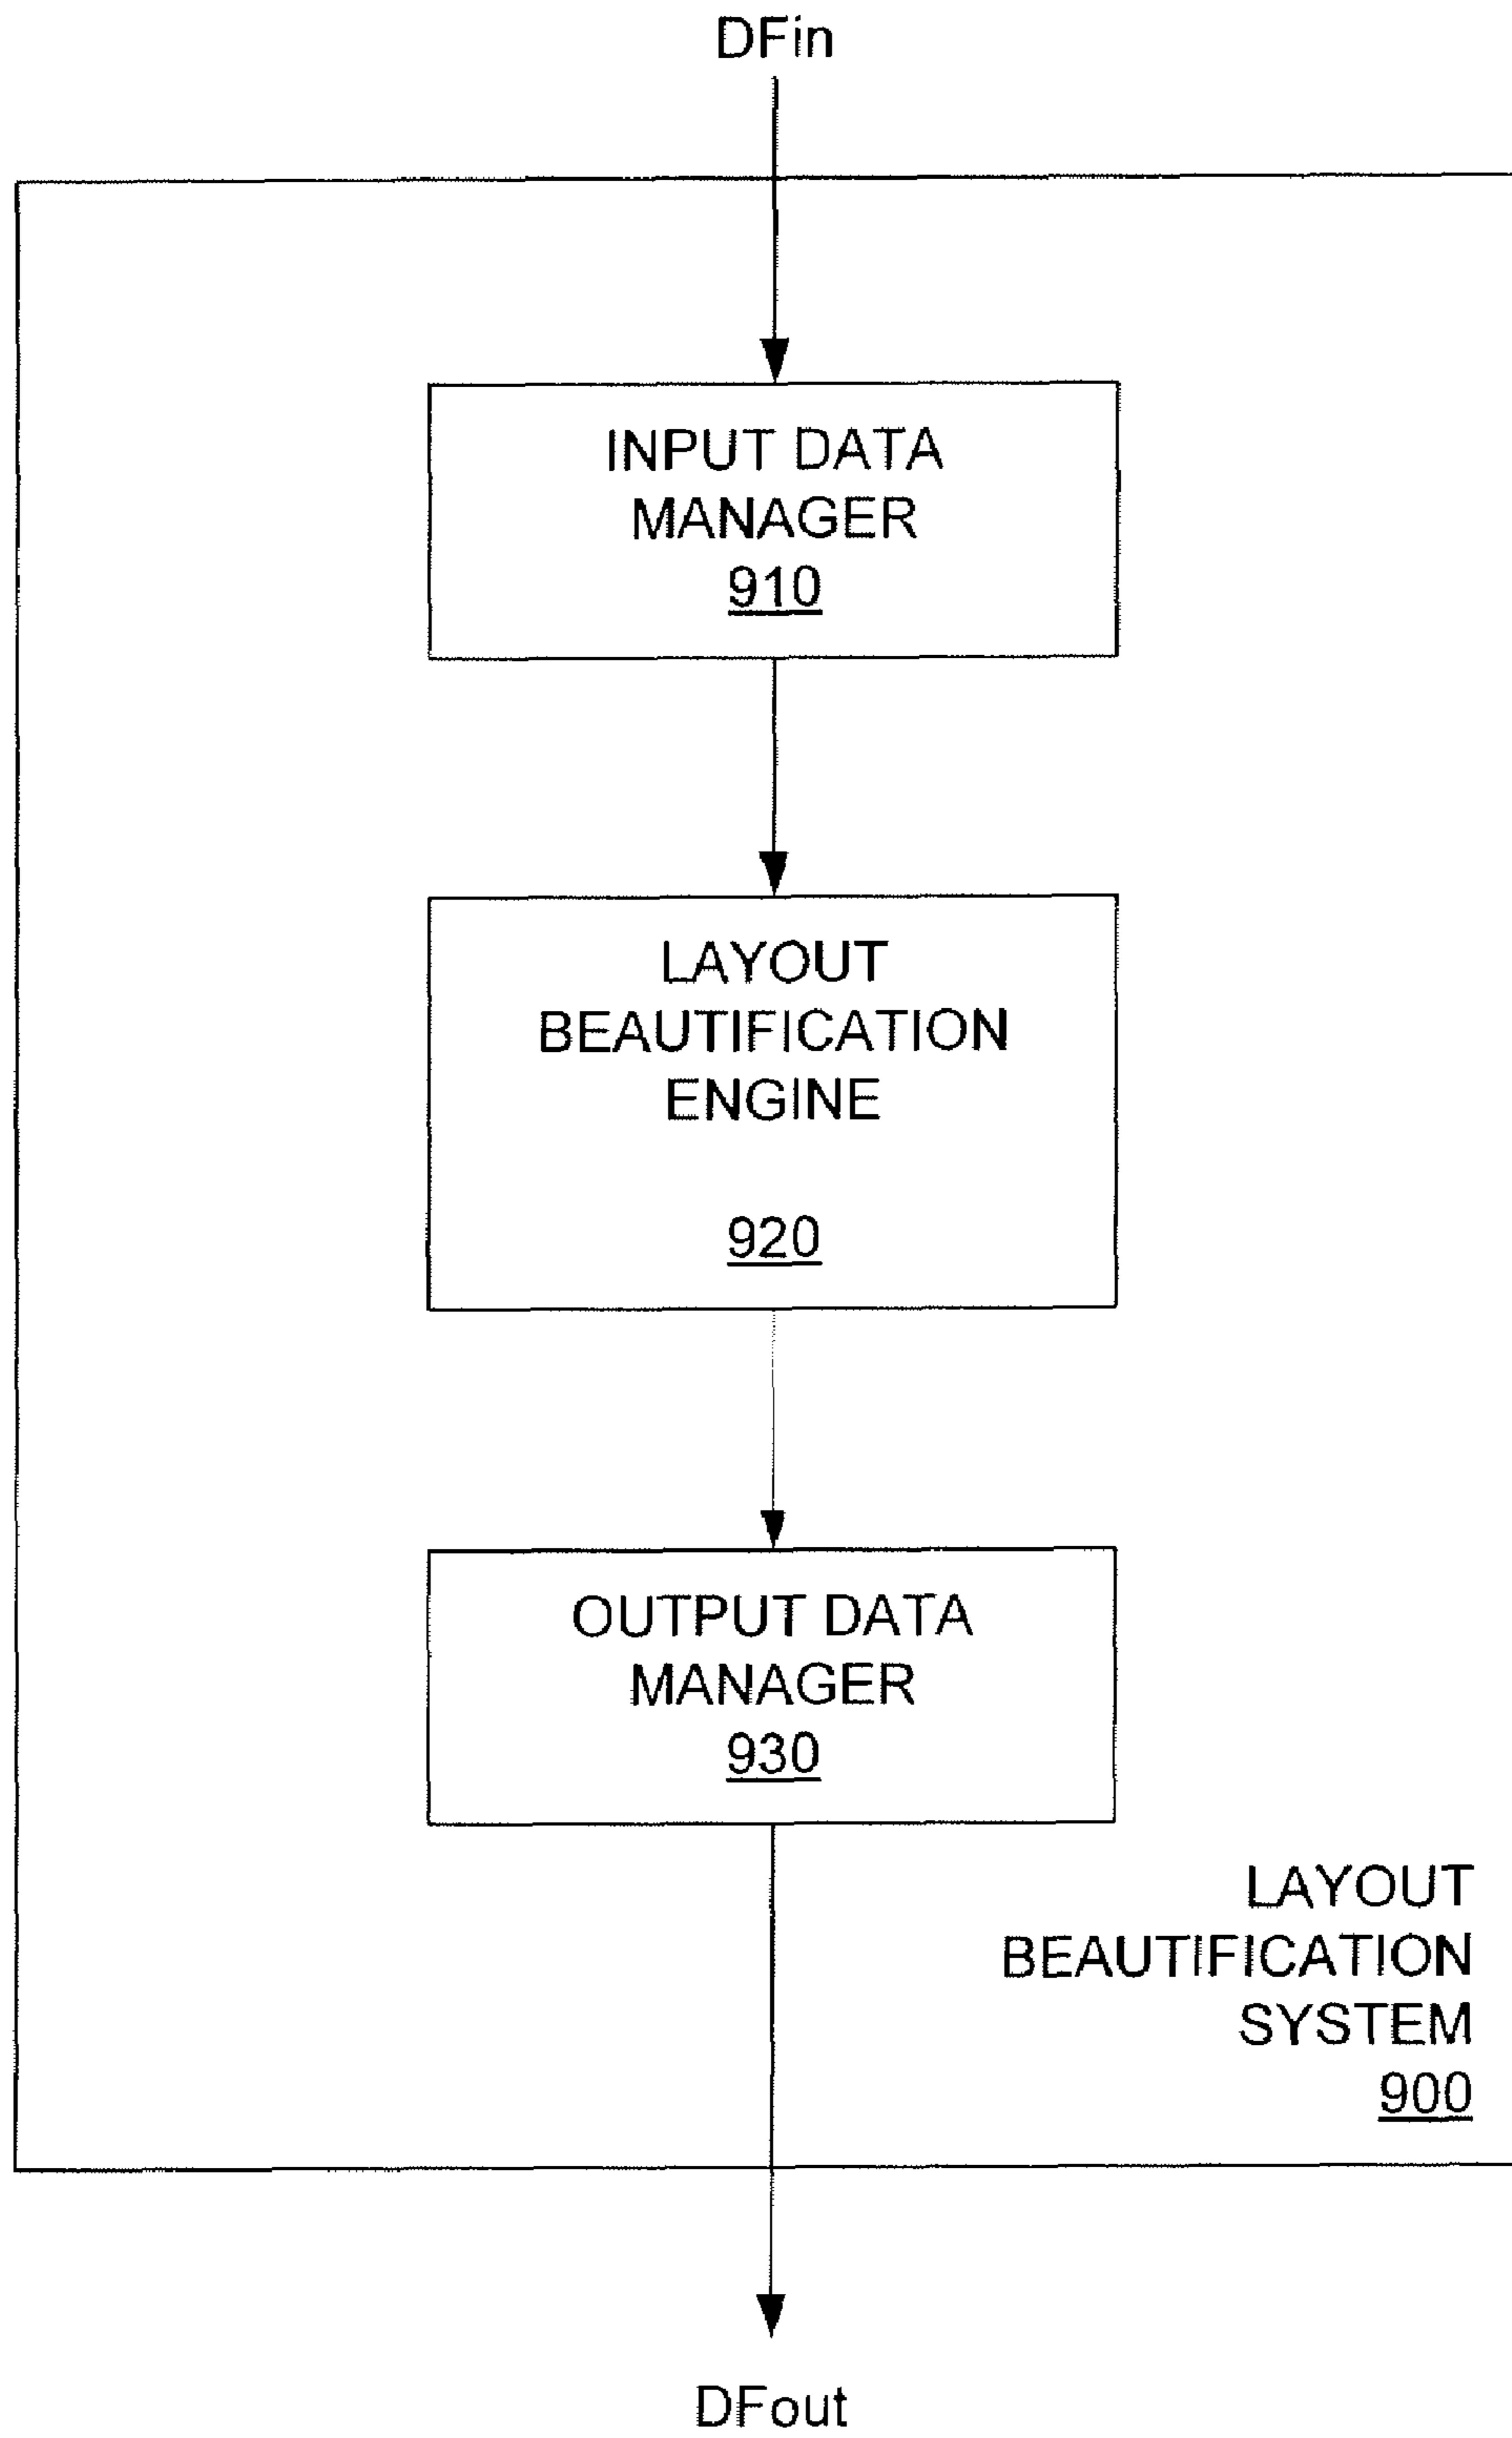 DFin
INPUT DATA
MANAGER
910
LAYOUT
BEAUTIFICATION
ENGINE
920
OUTPUT DATA
MANAGER
930
LAYOUT
BEAUTIFICATION
SYSTEM
900
DFout